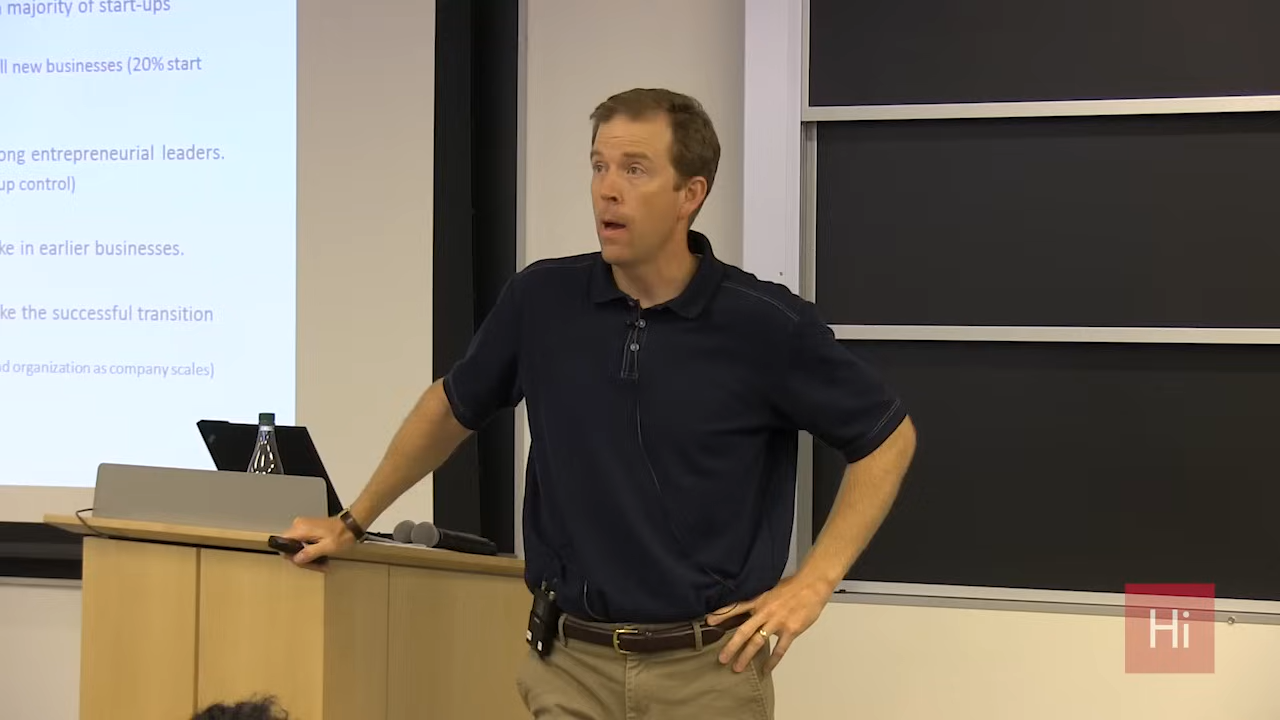 majority of start-ups
ll new businesses (20% start
ong entrepreneurial leaders.
up control)
ke in earlier businesses.
ke the successful transition
nd organization as company scales)
Hi